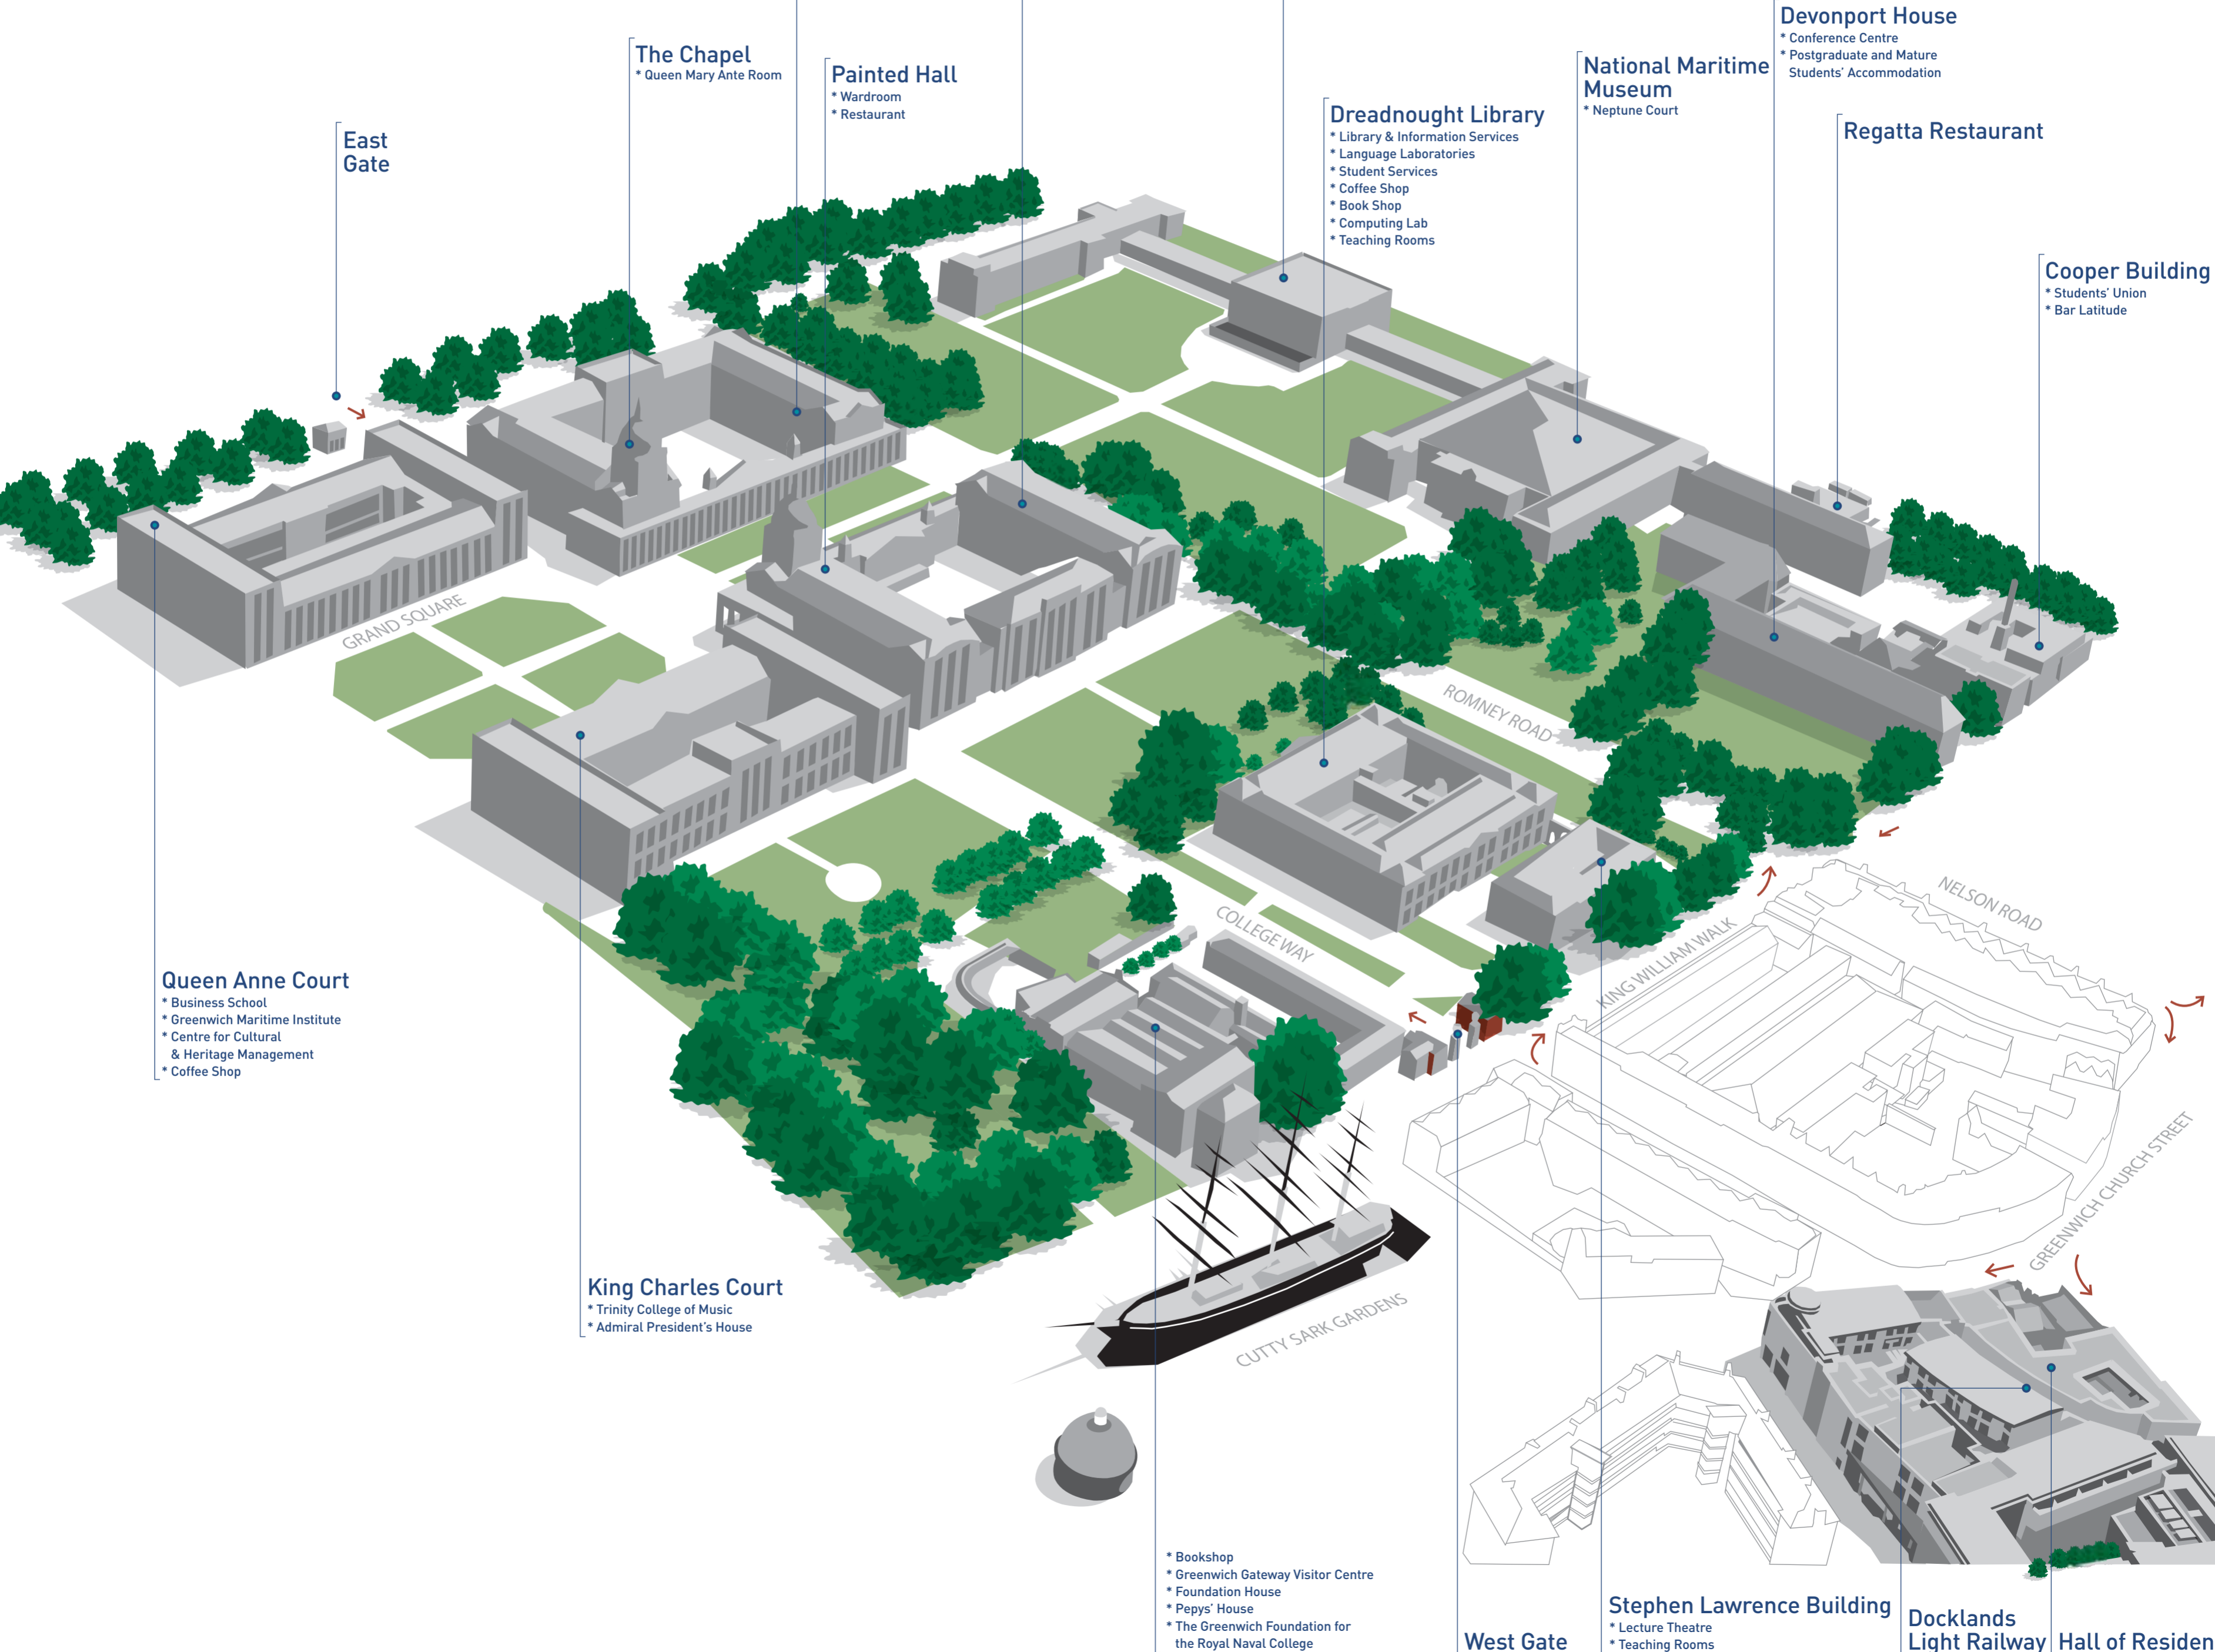 Devonport House
* Conference Centre
* Postgraduate and Mature
Students' Accommodation
The Chapel
* Queen Mary Ante Room
Painted Hall
* Wardroom
* Restaurant
National Maritime
Museum
* Neptune Court
Dreadnought Library
* Library & Information Services
* Language Laboratories
* Student Services
* Coffee Shop
* Book Shop
* Computing Lab
* Teaching Rooms
Regatta Restaurant
East
Gate
Cooper Building
* Students' Union
* Bar Latitude
GRAND SQUARE
ROMNEY ROAD
NELSON ROAD
COLLEGE WAY
KING WILLIAM WALK
Queen Anne Court
* Business School
* Greenwich Maritime Institute
* Centre for Cultural
& Heritage Management
* Coffee Shop
GREENWICH CHURCH STREET
King Charles Court
* Trinity College of Music
* Admiral President's House
CUTTY SARK GARDENS
* Bookshop
* Greenwich Gateway Visitor Centre
* Foundation House
* Pepys' House
* The Greenwich Foundation for
the Royal Naval College
West Gate
Stephen Lawrence Building
* Lecture Theatre
* Teaching Rooms
Docklands
Light Railway
Hall of Residen